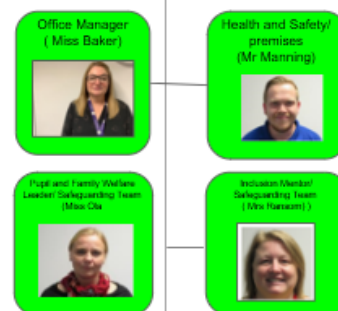 Office Manager
( Miss Baker)
Health and Safety/
premises
(Mr Manning)
Pupil and Family Welfare
Leader/ Safeguarding Team
(Miss Ola
Inclusion Mentor/
Safeguarding Team
( Mrs Ransum) )